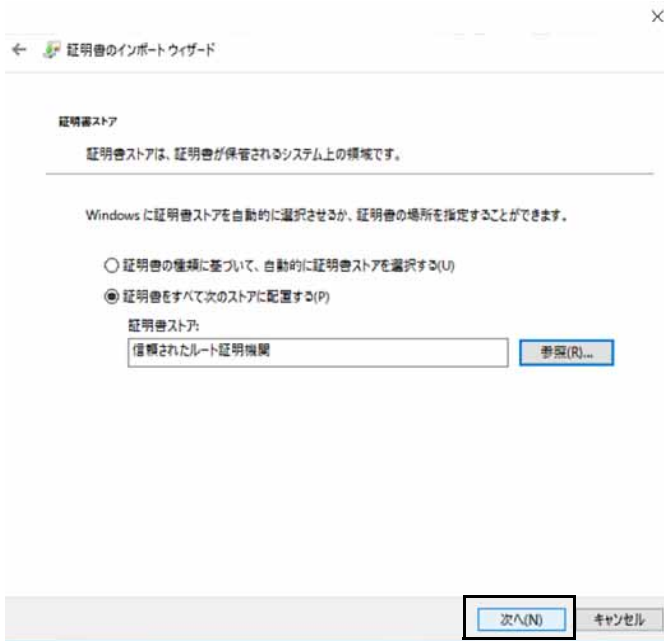 証明書のインポート ウィザード
証明書ストア
証明書ストアは、証明書が保管されるシステム上の領域です。
Windows に証明書ストアを自動的に選択させるか、証明書の場所を指定することができます。
証明書の種類に基づいて、自動的に証明書ストアを選択する(U)
証明書をすべて次のストアに配置する(P)
証明書ストア:
信頼されたルート証明機関
参照(R)...
次へ(N)
キャンセル